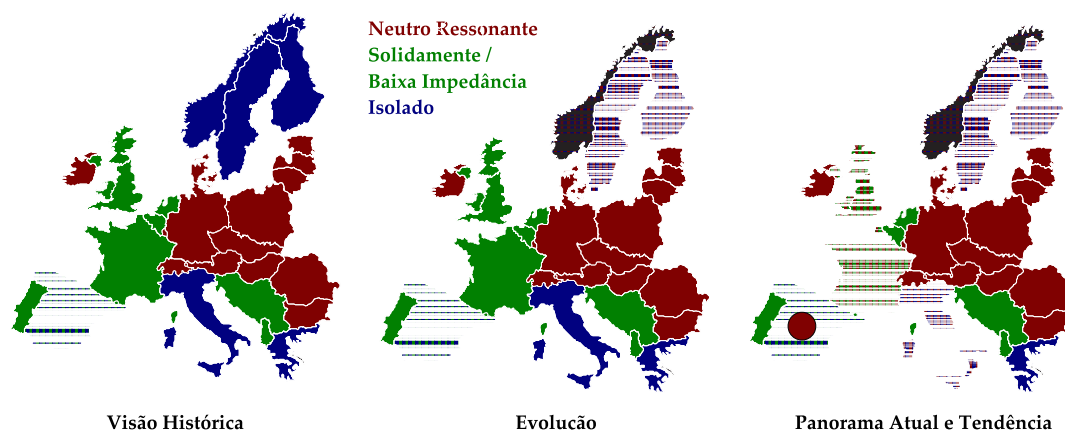 Neutro Ressonante
Solidamente /
Baixa Impedância
Isolado
Visão Histórica
Evolução
Panorama Atual e Tendência